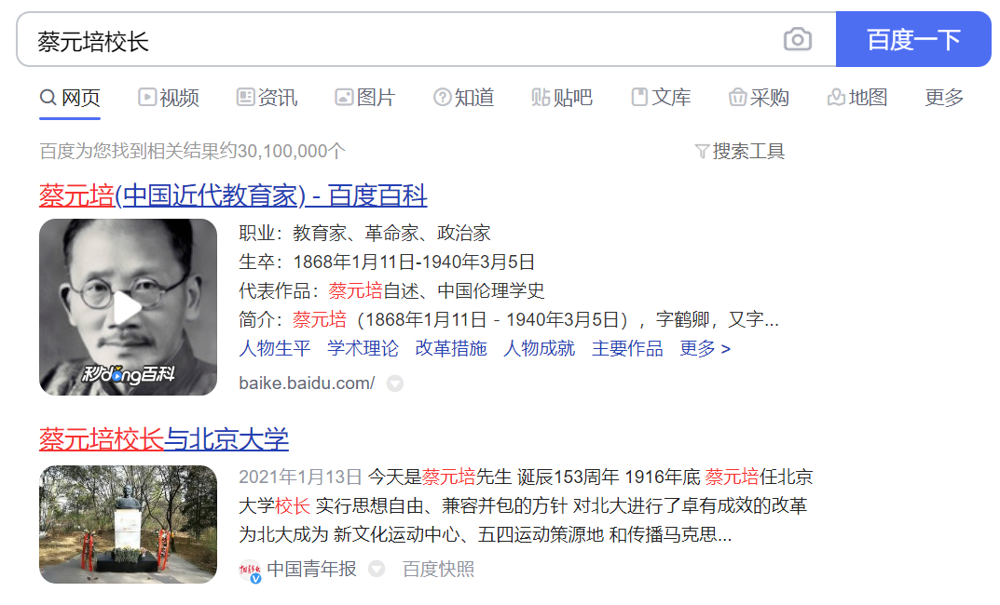 蔡元培校长
百度一下
网页 视频 资讯 图片 知道 贴吧 文库 采购 地图 更多
百度为您找到相关结果约30,100,000个 搜索工具
蔡元培(中国近代教育家) - 百度百科
职业：教育家、革命家、政治家
生卒：1868年1月11日-1940年3月5日
代表作品：蔡元培自述、中国伦理学史
简介：蔡元培（1868年1月11日－1940年3月5日），字鹤卿，又字...
人物生平 学术理论 改革措施 人物成就 主要作品 更多 >
秒dong百科
baike.baidu.com/
蔡元培校长与北京大学
2021年1月13日 今天是蔡元培先生 诞辰153周年 1916年底 蔡元培任北京
大学校长 实行思想自由、兼容并包的方针 对北大进行了卓有成效的改革
为北大成为 新文化运动中心、五四运动策源地 和传播马克思...
中国青年报 百度快照